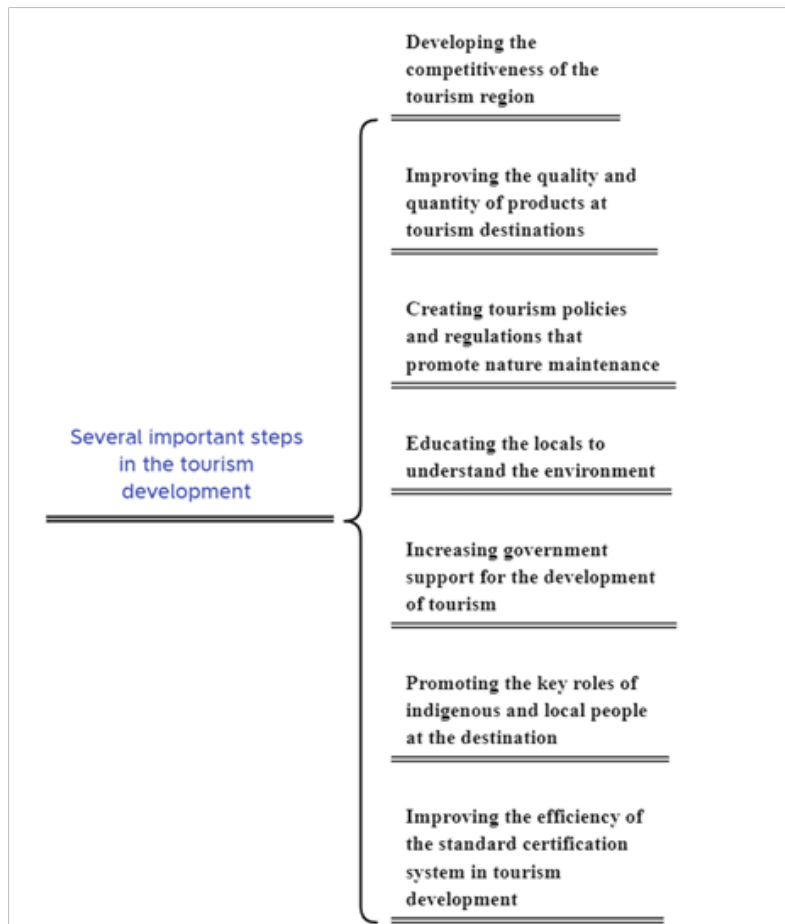 Several important steps
in the tourism
development
Developing the
competitiveness of the
tourism region
Improving the quality and
quantity of products at
tourism destinations
Creating tourism policies
and regulations that
promote nature maintenance
Educating the locals to
understand the environment
Increasing government
support for the development
of tourism
Promoting the key roles of
indigenous and local people
at the destination
Improving the efficiency of
the standard certification
system in tourism
development